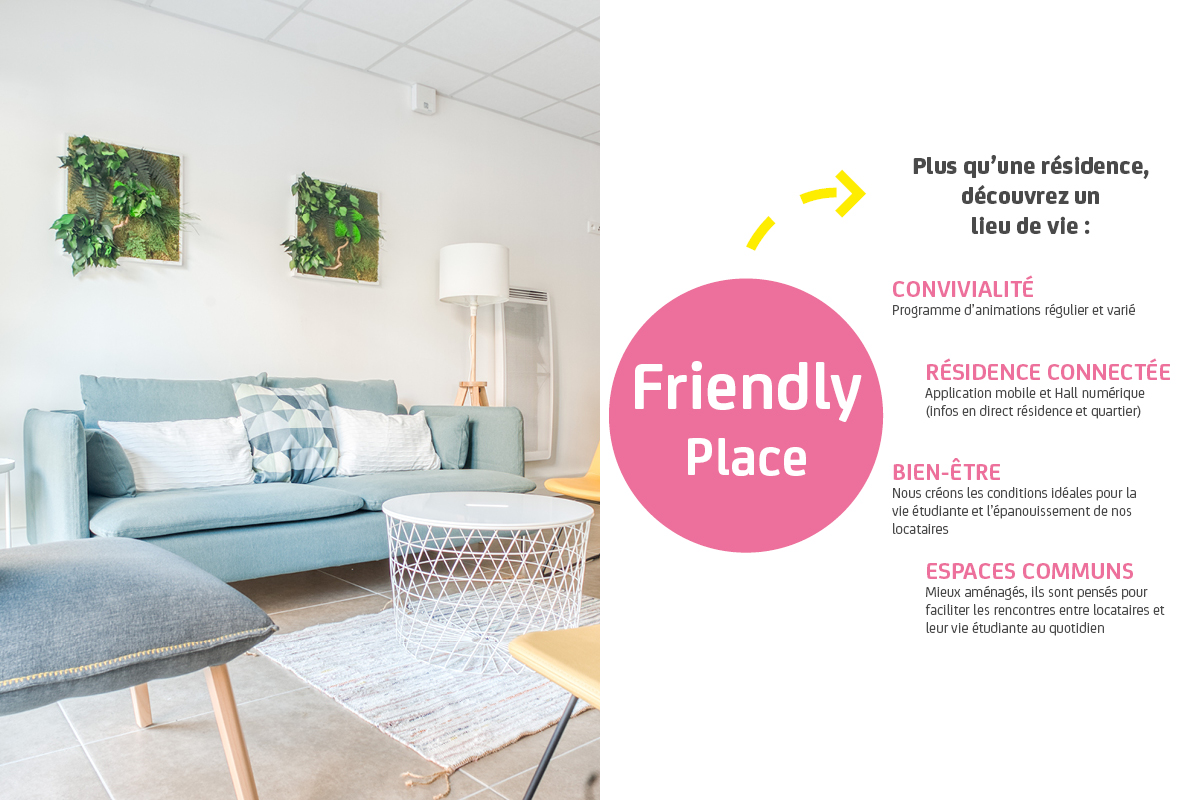 Plus qu’une résidence,
découvrez un
lieu de vie :
Friendly
Place
CONVIVIALITÉ
Programme d’animations régulier et varié
RÉSIDENCE CONNECTÉE
Application mobile et Hall numérique
(infos en direct résidence et quartier)
BIEN-ÊTRE
Nous créons les conditions idéales pour la
vie étudiante et l’épanouissement de nos
locataires
ESPACES COMMUNS
Mieux aménagés, ils sont pensés pour
faciliter les rencontres entre locataires et
leur vie étudiante au quotidien